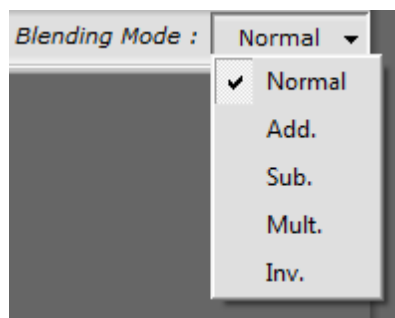 Blending Mode : Normal
Normal
Add.
Sub.
Mult.
Inv.